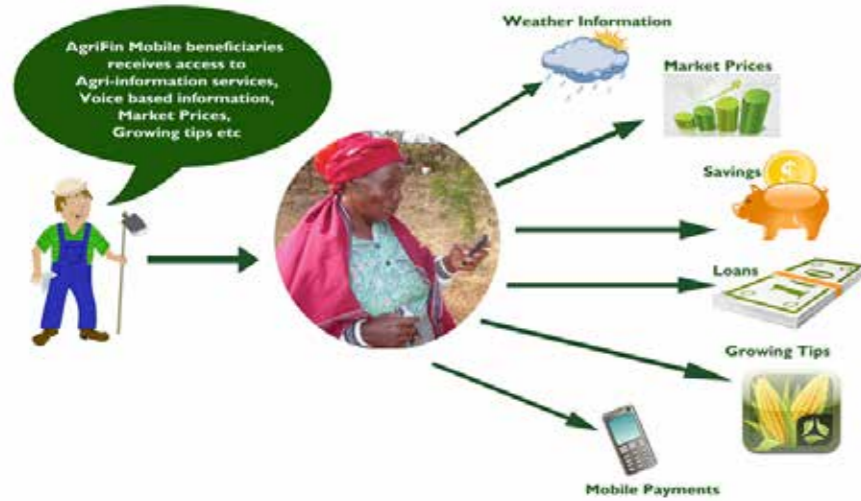 AgriFin Mobile beneficiaries
receives access to
Agri-information services,
Voice based information,
Market Prices,
Growing tips etc
Weather Information
Market Prices
Savings
Loans
Growing Tips
Mobile Payments